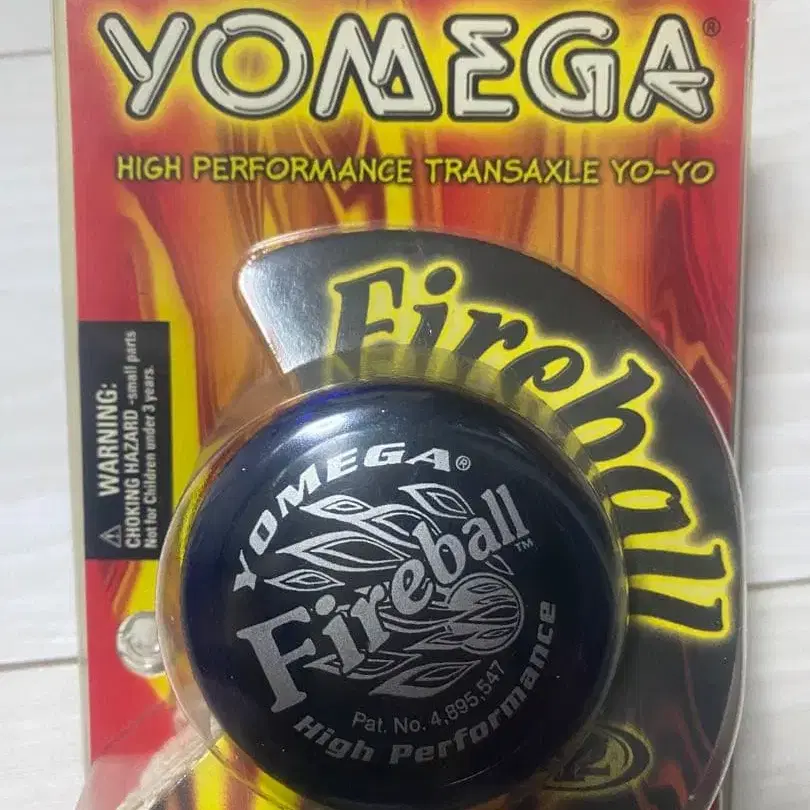 YOMEGA®
HIGH PERFORMANCE TRANSAXLE YO-YO
Fireball
WARNING:
CHOKING HAZARD -small parts
Not for Children under 3 years.
YOMEGA®
Fireball™
Pat. No. 4,895,547
High Performance